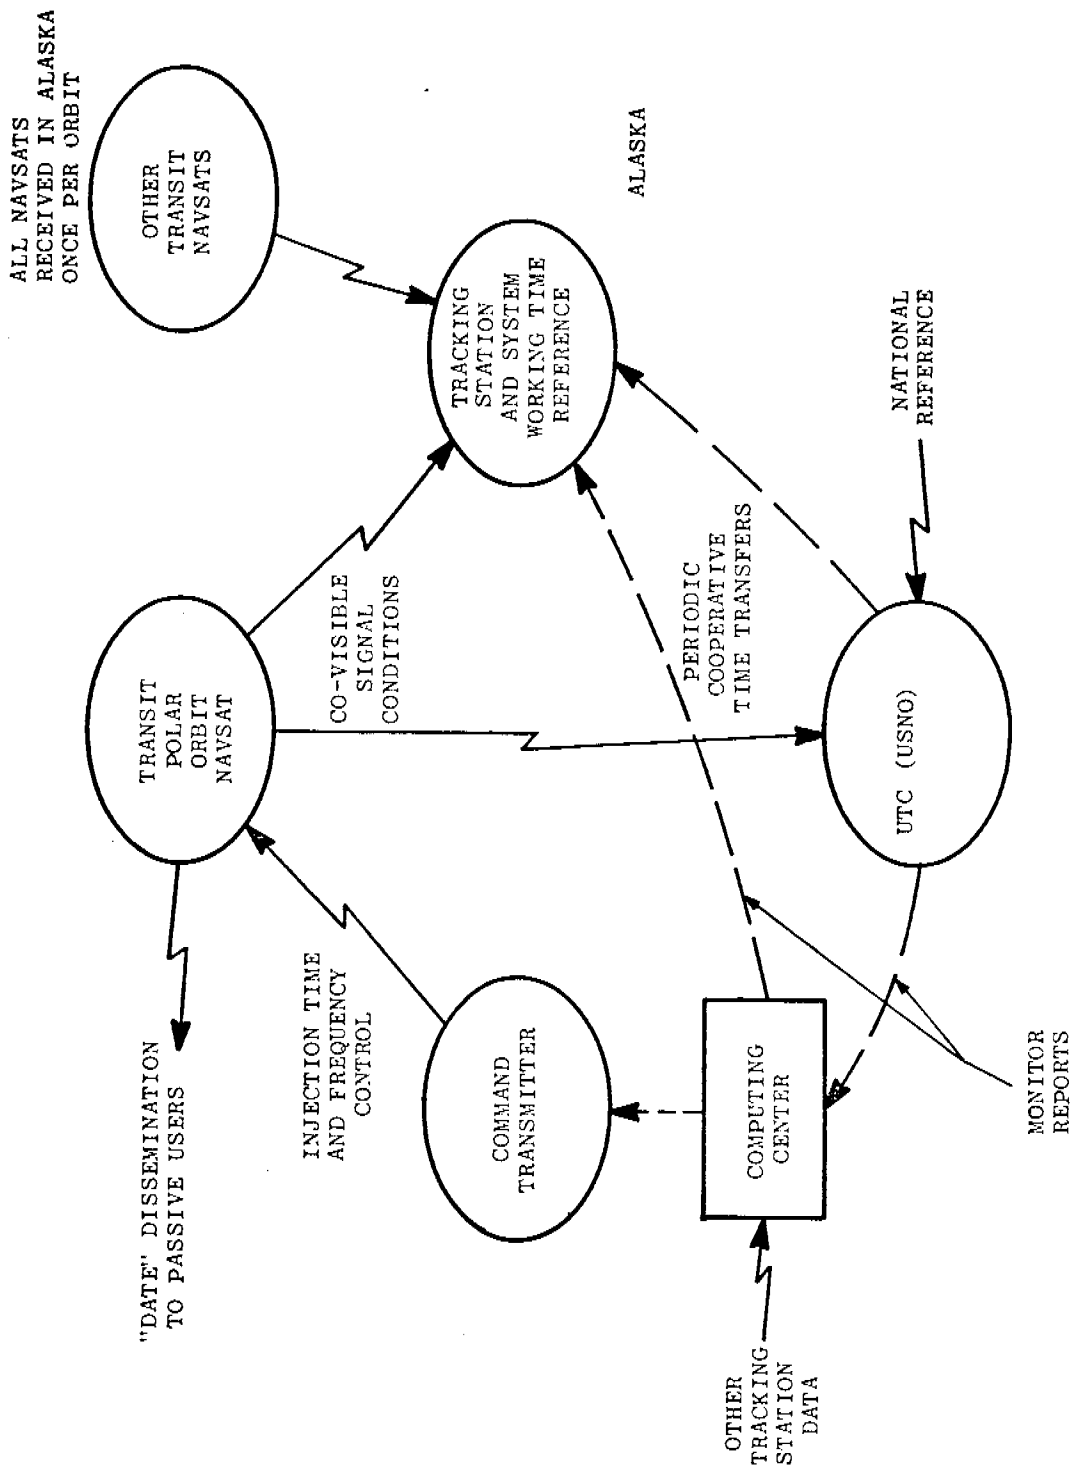 "DATE" DISSEMINATION
TO PASSIVE USERS
TRANSIT
POLAR
ORBIT
NAVSAT
ALL NAVSATS
RECEIVED IN ALASKA
ONCE PER ORBIT
OTHER
TRANSIT
NAVSATS
INJECTION TIME
AND FREQUENCY
CONTROL
CO-VISIBLE
SIGNAL
CONDITIONS
COMMAND
TRANSMITTER
TRACKING
STATION
AND SYSTEM
WORKING TIME
REFERENCE
ALASKA
OTHER
TRACKING
STATION
DATA
COMPUTING
CENTER
PERIODIC
COOPERATIVE
TIME TRANSFERS
UTC (USNO)
NATIONAL
REFERENCE
MONITOR
REPORTS